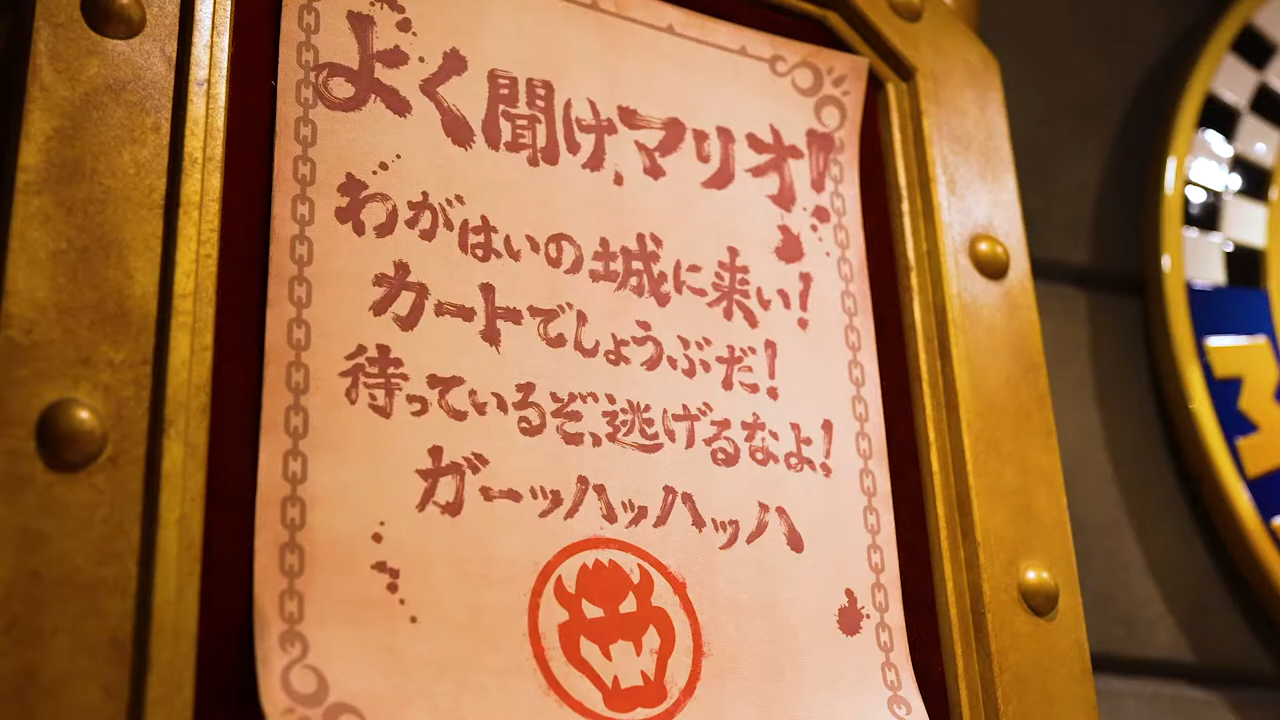 よく聞け、マリオ!
わがはいの城に来い!
カートでしょうぶだ!
待っているぞ、逃げるなよ!
ガーッハッハッハ
M